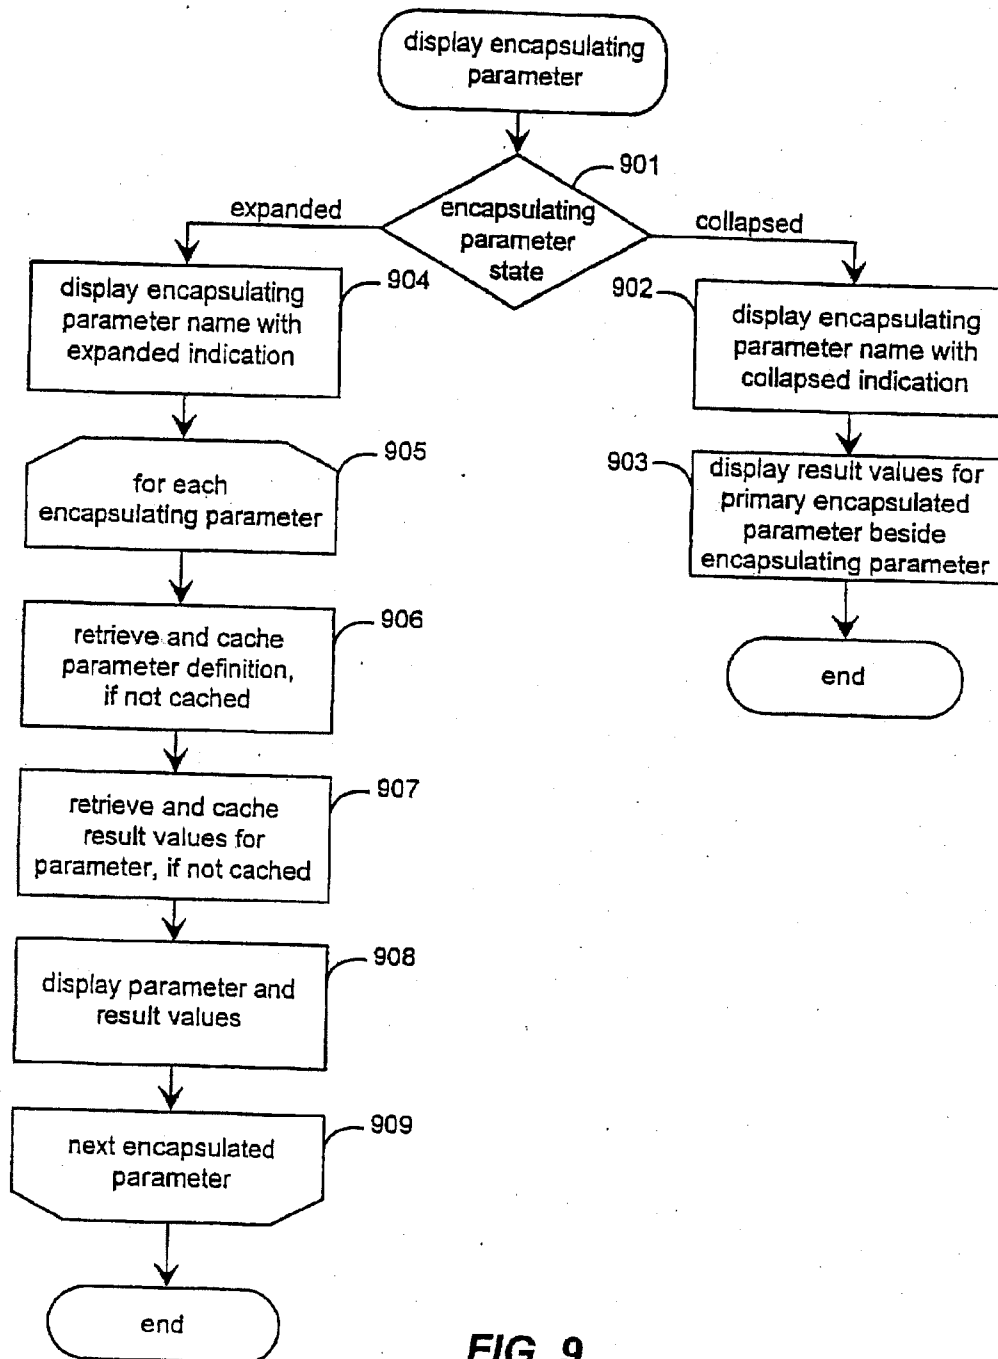 display encapsulating
parameter
901
encapsulating
parameter
state
expanded
collapsed
904
display encapsulating
parameter name with
expanded indication
902
display encapsulating
parameter name with
collapsed indication
905
for each
encapsulating parameter
903
display result values for
primary encapsulated
parameter beside
encapsulating parameter
906
retrieve and cache
parameter definition,
if not cached
end
907
retrieve and cache
result values for
parameter, if not cached
908
display parameter and
result values
909
next encapsulated
parameter
end
FIG. 9